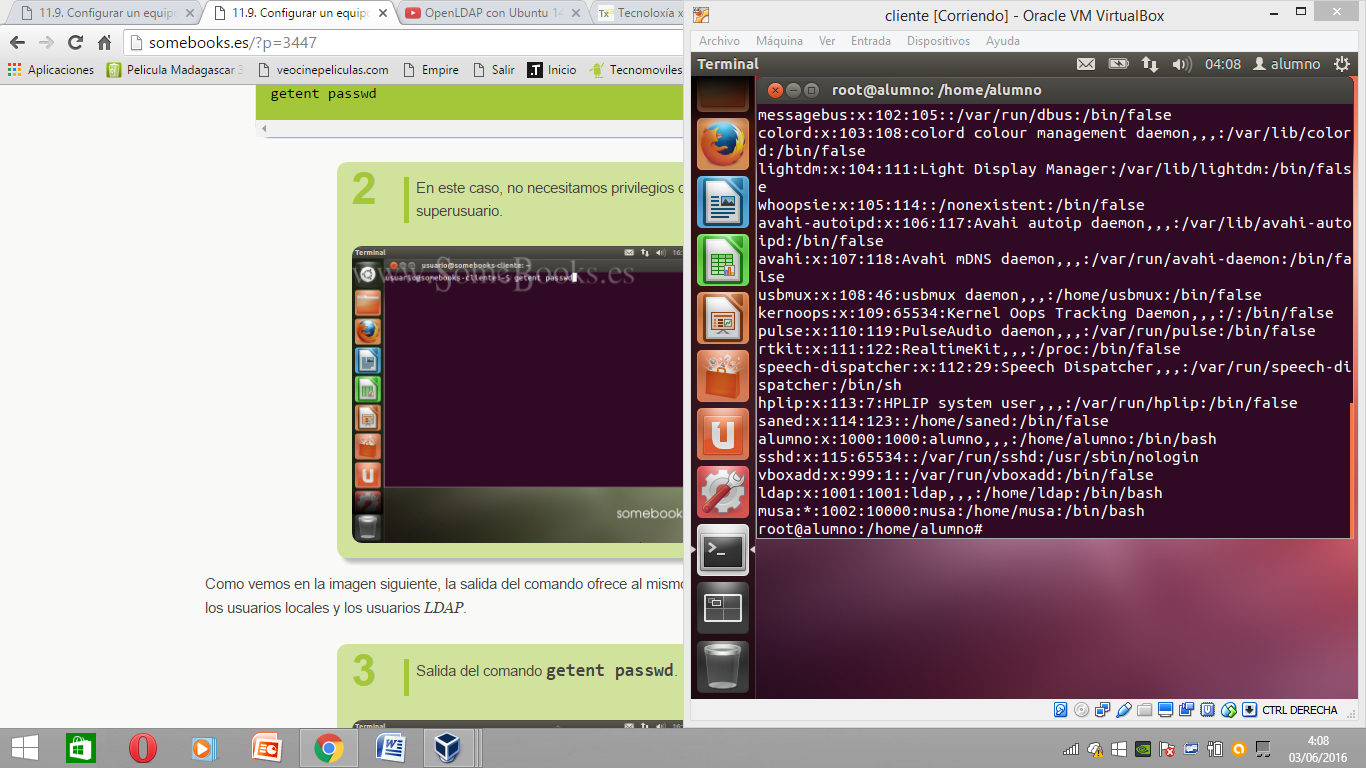 11.9. Configurar un equipo
11.9. Configurar un equipo
OpenLDAP con Ubuntu 14
Tecnoloxía x
somebooks.es/?p=3447
Aplicaciones
Pelicula Madagascar 3
veocinepeliculas.com
Empire
Salir
Inicio
Tecnomoviles
getent passwd
2
En este caso, no necesitamos privilegios d
superusuario.
Terminal
usuario@somebooks-cliente: ~
usuario@somebooks-cliente:~$ getent passwd
www.SomeBooks.es
somebook
Como vemos en la imagen siguiente, la salida del comando ofrece al mismo
los usuarios locales y los usuarios LDAP.
3
Salida del comando getent passwd.
Terminal
cliente [Corriendo] - Oracle VM VirtualBox
Archivo Máquina Ver Entrada Dispositivos Ayuda
Terminal
04:08
alumno
root@alumno: /home/alumno
messagebus:x:102:105::/var/run/dbus:/bin/false
colord:x:103:108:colord colour management daemon,,,:/var/lib/color
d:/bin/false
lightdm:x:104:111:Light Display Manager:/var/lib/lightdm:/bin/fals
e
whoopsie:x:105:114::/nonexistent:/bin/false
avahi-autoipd:x:106:117:Avahi autoip daemon,,,:/var/lib/avahi-auto
ipd:/bin/false
avahi:x:107:118:Avahi mDNS daemon,,,:/var/run/avahi-daemon:/bin/fa
lse
usbmux:x:108:46:usbmux daemon,,,:/home/usbmux:/bin/false
kernoops:x:109:65534:Kernel Oops Tracking Daemon,,,:/:/bin/false
pulse:x:110:119:PulseAudio daemon,,,:/var/run/pulse:/bin/false
rtkit:x:111:122:RealtimeKit,,,:/proc:/bin/false
speech-dispatcher:x:112:29:Speech Dispatcher,,,:/var/run/speech-di
spatcher:/bin/sh
hplip:x:113:7:HPLIP system user,,,:/var/run/hplip:/bin/false
saned:x:114:123::/home/saned:/bin/false
alumno:x:1000:1000:alumno,,,:/home/alumno:/bin/bash
sshd:x:115:65534::/var/run/sshd:/usr/sbin/nologin
vboxadd:x:999:1::/var/run/vboxadd:/bin/false
ldap:x:1001:1001:ldap,,,:/home/ldap:/bin/bash
musa:*:1002:10000:musa:/home/musa:/bin/bash
root@alumno:/home/alumno#
CTRL DERECHA
4:08
03/06/2016